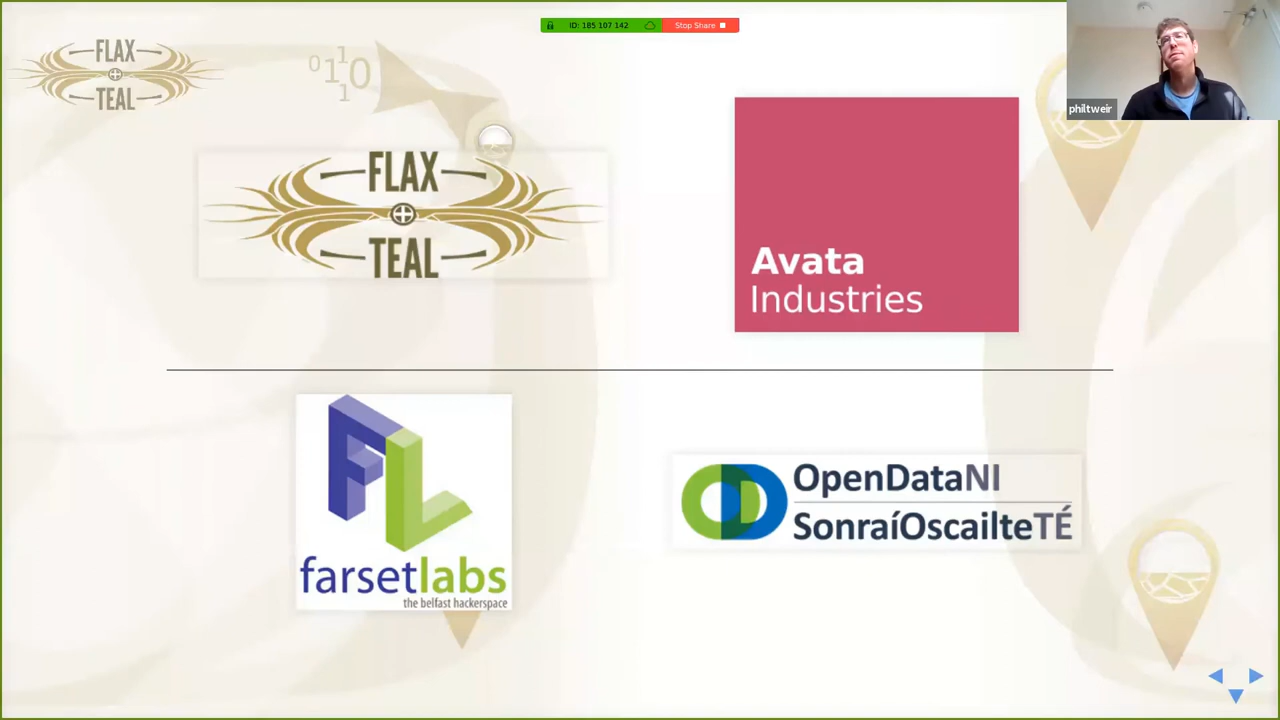 ID: 185 107 142
Stop Share
FLAX
TEAL
0
1
1
0
1
philtweir
FLAX
TEAL
Avata
Industries
FL
farsetlabs
the belfast hackerspace
OpenDataNI
SonraíOscailteTÉ